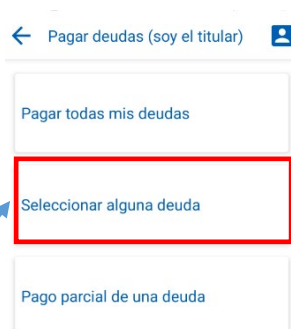 Pagar deudas (soy el titular)
Pagar todas mis deudas
Seleccionar alguna deuda
Pago parcial de una deuda